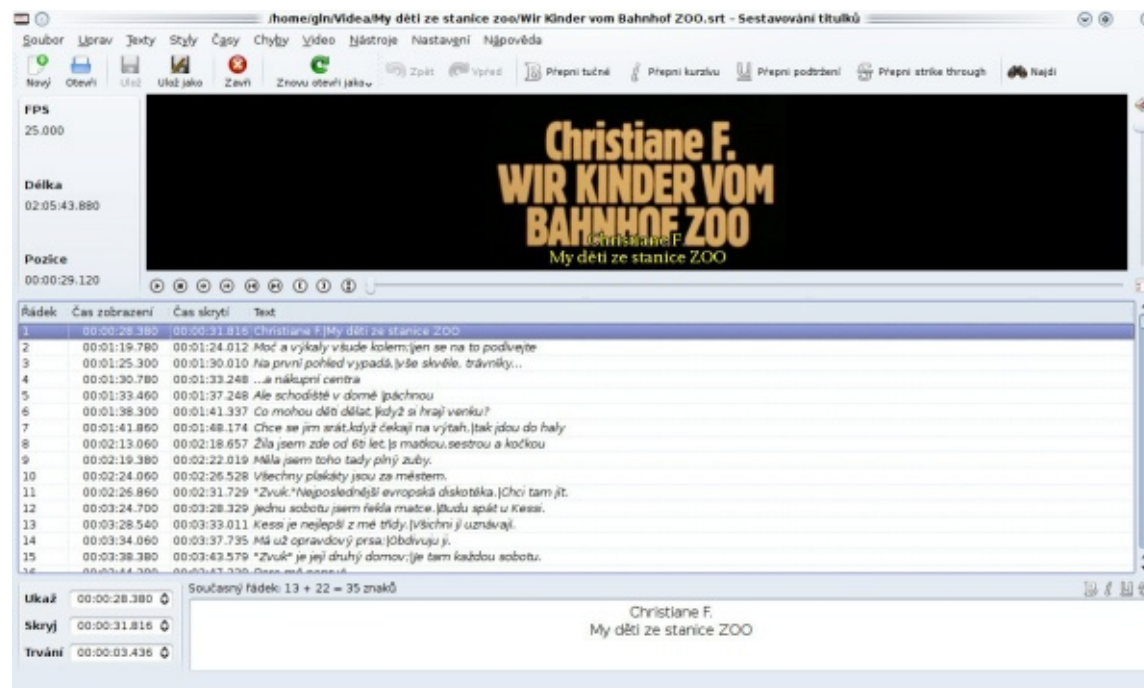 /home/gln/Videa/My děti ze stanice zoo/Wir Kinder vom Bahnhof ZOO.srt - Sestavování titulků
Soubor Uprav Texty Styly Časy Chyby Video Nástroje Nastavení Nápověda
Nový Otevři Ulož Ulož jako Zavři Znovu otevři jako Zpět Vpřed Přepni tučné Přepni kurzívu Přepni podtržení Přepni strike through Najdi
FPS
25.000
Délka
02:05:43.880
Pozice
00:00:29.120
Christiane F.
WIR KINDER VOM
BAHNHOF ZOO
Christiane F.
My děti ze stanice ZOO
Řádek Čas zobrazení Čas skrytí Text
1 00:00:28.380 00:00:31.816 Christiane F.|My děti ze stanice ZOO
2 00:01:19.780 00:01:24.012 Moč a výkaly všude kolem;|jen se na to podívejte
3 00:01:25.300 00:01:30.010 Na první pohled vypadá,|vše skvěle, trávníky...
4 00:01:30.780 00:01:33.248 ...a nákupní centra
5 00:01:33.460 00:01:37.248 Ale schodiště v domě |páchnou
6 00:01:38.300 00:01:41.337 Co mohou děti dělat,|když si hrají venku?
7 00:01:41.860 00:01:48.174 Chce se jim srát,když čekají na výtah,|tak jdou do haly
8 00:02:13.060 00:02:18.657 Žila jsem zde od 6ti let,|s matkou,sestrou a kočkou
9 00:02:19.380 00:02:22.019 Měla jsem toho tady plný zuby.
10 00:02:24.060 00:02:26.528 Všechny plakáty jsou za městem.
11 00:02:26.860 00:02:31.729 "Zvuk."Nejposlednější evropská diskotéka.|Chci tam jít.
12 00:03:24.700 00:03:28.329 Jednu sobotu jsem řekla matce,|Budu spát u Kessi.
13 00:03:28.540 00:03:33.011 Kessi je nejlepší z mé třídy.|Všichni jí uznávají.
14 00:03:34.060 00:03:37.735 Má už opravdový prsa;|Obdivuju ji.
15 00:03:38.380 00:03:43.579 "Zvuk" je její druhý domov;|je tam každou sobotu.
Současný řádek: 13 + 22 = 35 znaků
Ukaž 00:00:28.380
Skryj 00:00:31.816
Trvání 00:00:03.436
Christiane F.
My děti ze stanice ZOO